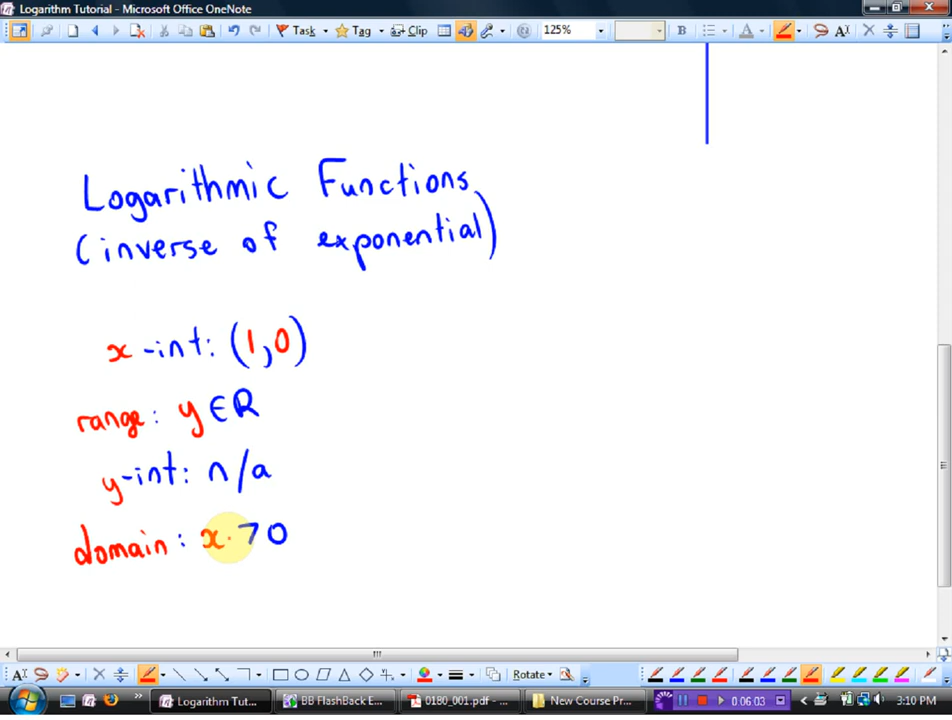 Logarithm Tutorial - Microsoft Office OneNote
Task Tag Clip 125% B A
Logarithmic Functions
(inverse of exponential)
x-int: (1,0)
range: y ∈ R
y-int: n/a
domain: x > 0
Rotate
Logarithm Tut... BB FlashBack E... 0180_001.pdf - ... New Course Pr... 0:06:03 3:10 PM